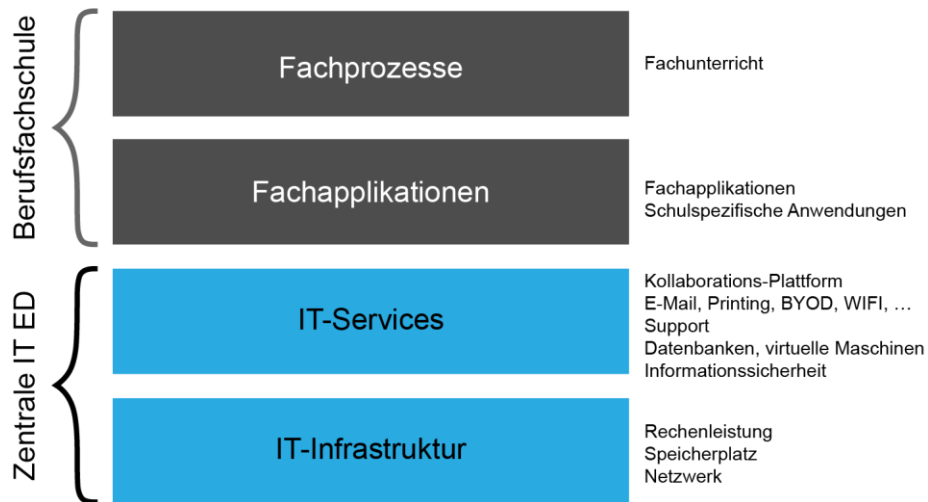 Berufsfachschule
Fachprozesse
Fachunterricht
Fachapplikationen
Fachapplikationen
Schulspezifische Anwendungen
Zentrale IT ED
IT-Services
Kollaborations-Plattform
E-Mail, Printing, BYOD, WIFI, …
Support
Datenbanken, virtuelle Maschinen
Informationssicherheit
IT-Infrastruktur
Rechenleistung
Speicherplatz
Netzwerk